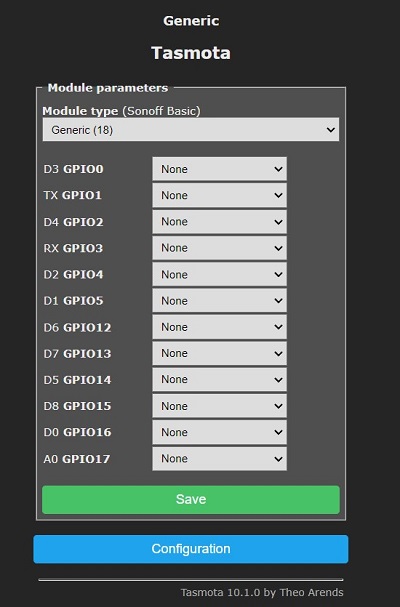 Generic
Tasmota
Module parameters
Module type (Sonoff Basic)
Generic (18)
D3 GPIO0 None
TX GPIO1 None
D4 GPIO2 None
RX GPIO3 None
D2 GPIO4 None
D1 GPIO5 None
D6 GPIO12 None
D7 GPIO13 None
D5 GPIO14 None
D8 GPIO15 None
D0 GPIO16 None
A0 GPIO17 None
Save
Configuration
Tasmota 10.1.0 by Theo Arends